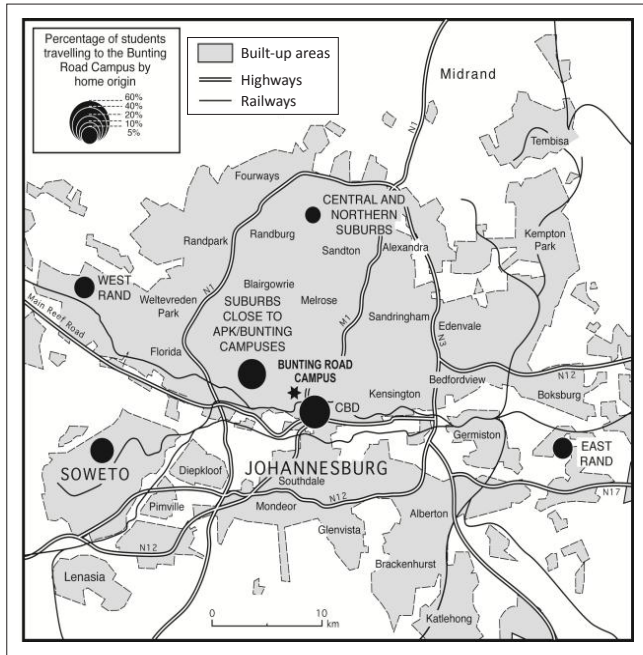 Percentage of students
travelling to the Bunting
Road Campus by
home origin
60%
40%
20%
10%
5%
Built-up areas
Highways
Railways
Midrand
N1
Tembisa
Fourways
CENTRAL AND
NORTHERN
SUBURBS
Kempton
Park
Randpark
Randburg
Sandton
Alexandra
WEST
RAND
N1
Blairgowrie
Weltevreden
Park
SUBURBS
CLOSE TO
APK/BUNTING
CAMPUSES
Melrose
M1
Sandringham
Edenvale
Main Reef Road
N3
Florida
BUNTING ROAD
CAMPUS
Bedfordview
N12
Kensington
Boksburg
CBD
Germiston
EAST
RAND
SOWETO
Diepkloof
JOHANNESBURG
Southdale
N17
Pimville
Mondeor
N12
Alberton
Glenvista
N12
Brackenhurst
Lenasia
0
10
km
Katlehong